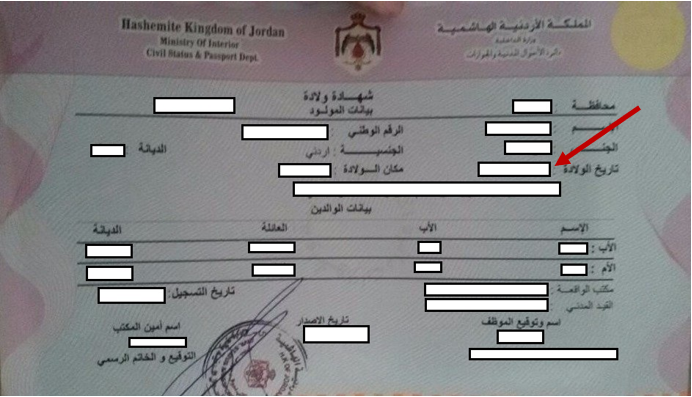 Hashemite Kingdom of Jordan
Ministry Of Interior
Civil Status & Passport Dept.
المملكة الأردنية الهاشمية
وزارة الداخلية
دائرة الأحوال المدنية والجوازات
شهادة ولادة
محافظة :
بيانات المولود
الرقم الوطني :
الجنسية : اردني
الديانة
تاريخ الولادة :
مكان الولادة :
بيانات الوالدين
الإسم الأب العائلة الديانة
الأب :
الأم :
مكتب الواقعة :
تاريخ التسجيل :
القيد المدني :
اسم وتوقيع الموظف
تاريخ الاصدار
اسم أمين المكتب
التوقيع و الخاتم الرسمي